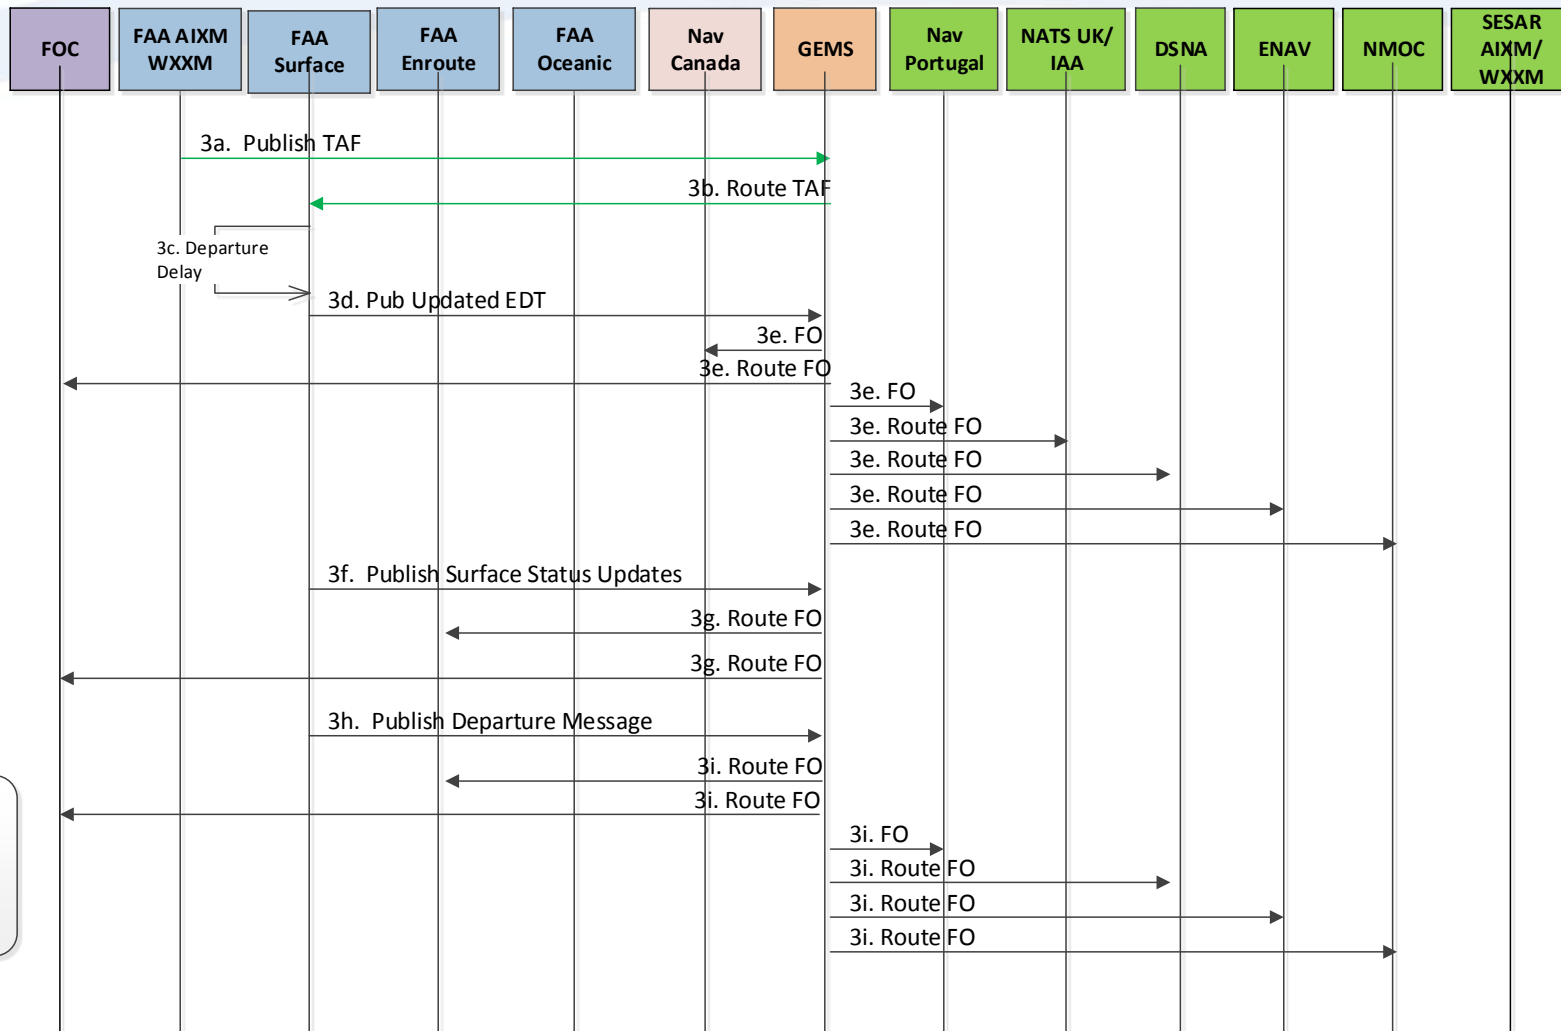 FOC
FAA AIXM
WXXM
FAA
Surface
FAA
Enroute
FAA
Oceanic
Nav
Canada
GEMS
Nav
Portugal
NATS UK/
IAA
DSNA
ENAV
NMOC
SESAR
AIXM/
WXXM
3a.  Publish TAF
3b. Route TAF
3c. Departure
Delay
3d. Pub Updated EDT
3e. FO
3e. Route FO
3e. FO
3e. Route FO
3e. Route FO
3e. Route FO
3e. Route FO
3f.  Publish Surface Status Updates
3g. Route FO
3g. Route FO
3h.  Publish Departure Message
3i. Route FO
3i. Route FO
3i. FO
3i. Route FO
3i. Route FO
3i. Route FO